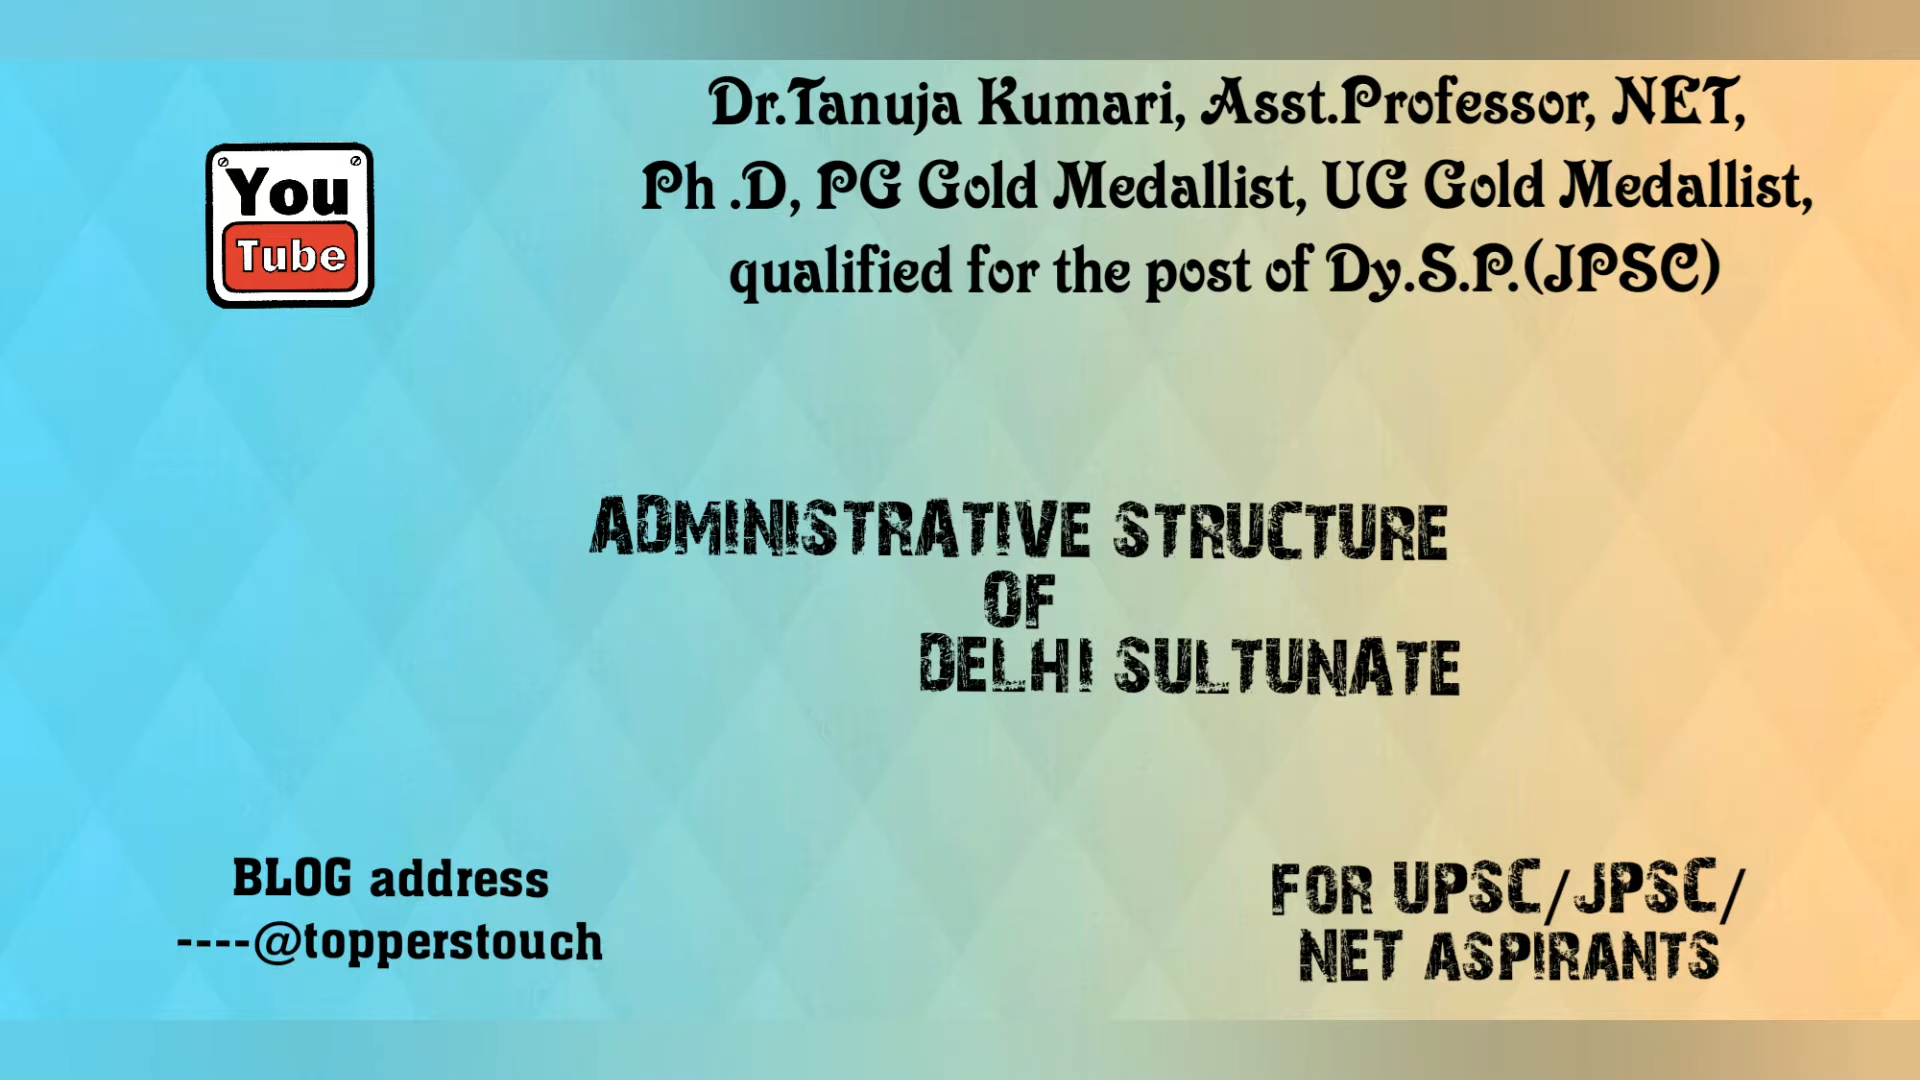 Dr.Tanuja Kumari, Asst.Professor, NET,
Ph .D, PG Gold Medallist, UG Gold Medallist,
qualified for the post of Dy.S.P.(JPSC)
You
Tube
ADMINISTRATIVE STRUCTURE
OF
DELHI SULTUNATE
BLOG address
----@topperstouch
FOR UPSC/JPSC/
NET ASPIRANTS